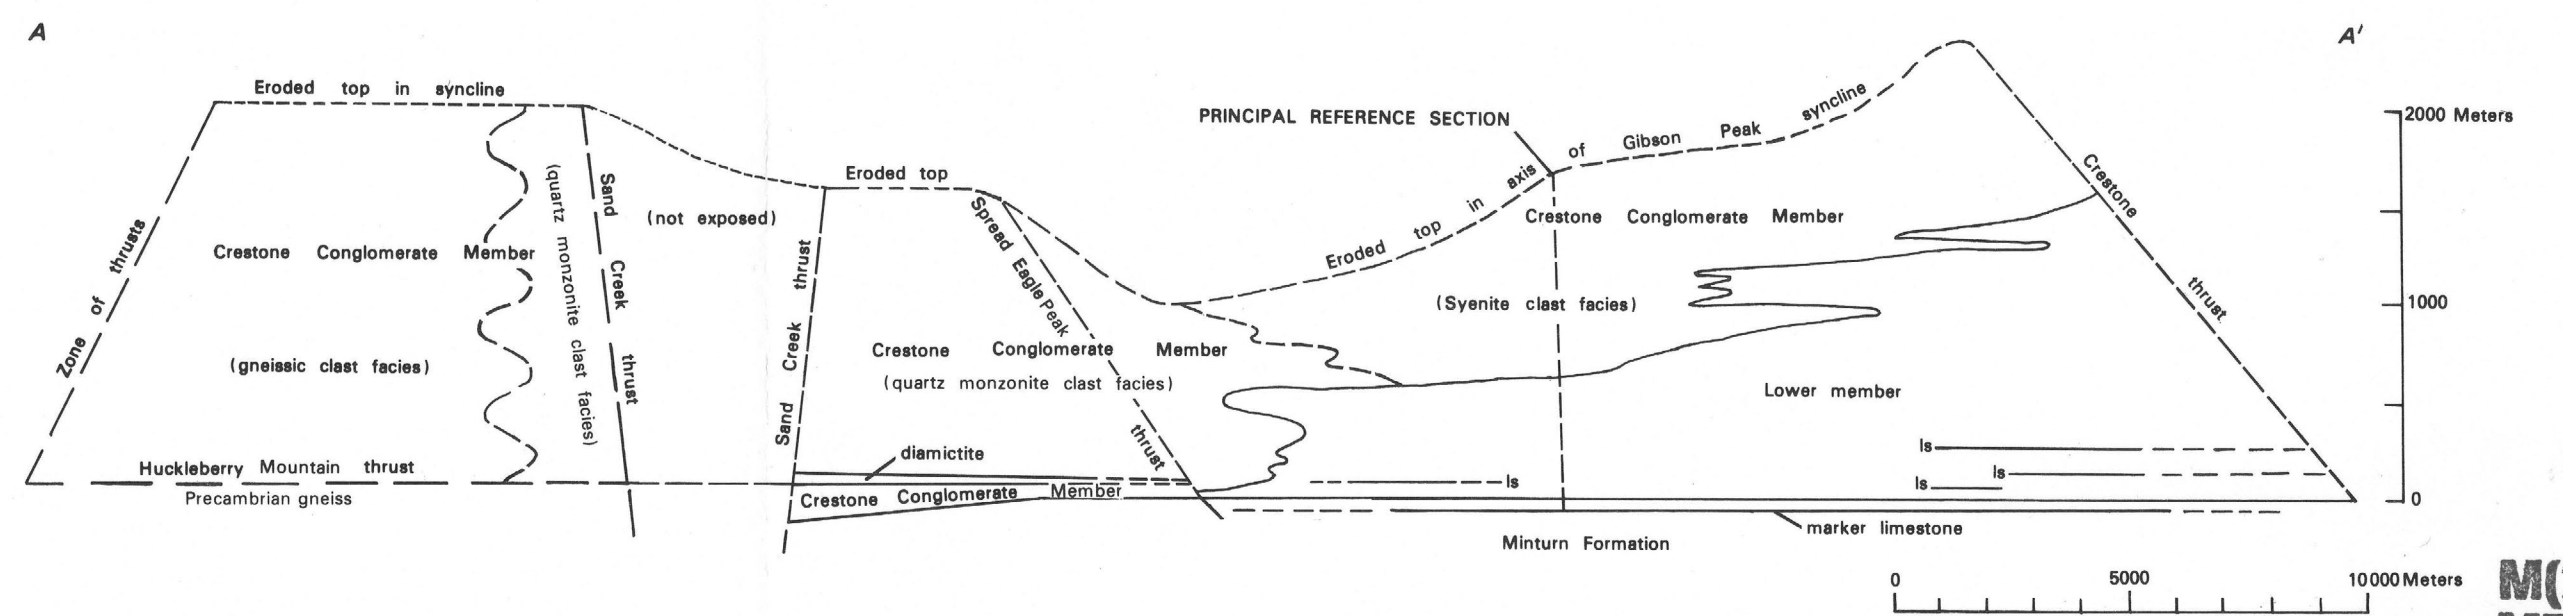 A
A'
Eroded top in syncline
PRINCIPAL REFERENCE SECTION
2000 Meters
Eroded top in axis of Gibson Peak syncline
Eroded top
Zone of thrusts
Crestone Conglomerate Member
(gneissic clast facies)
(quartz monzonite clast facies)
Sand Creek thrust
(not exposed)
Sand Creek thrust
Spread Eagle Peak thrust
Crestone Conglomerate Member
(Syenite clast facies)
Crestone thrust
1000
Crestone Conglomerate Member
(quartz monzonite clast facies)
Lower member
diamictite
ls
ls
ls
ls
Huckleberry Mountain thrust
Precambrian gneiss
Crestone Conglomerate Member
0
marker limestone
Minturn Formation
0 5000 10000 Meters